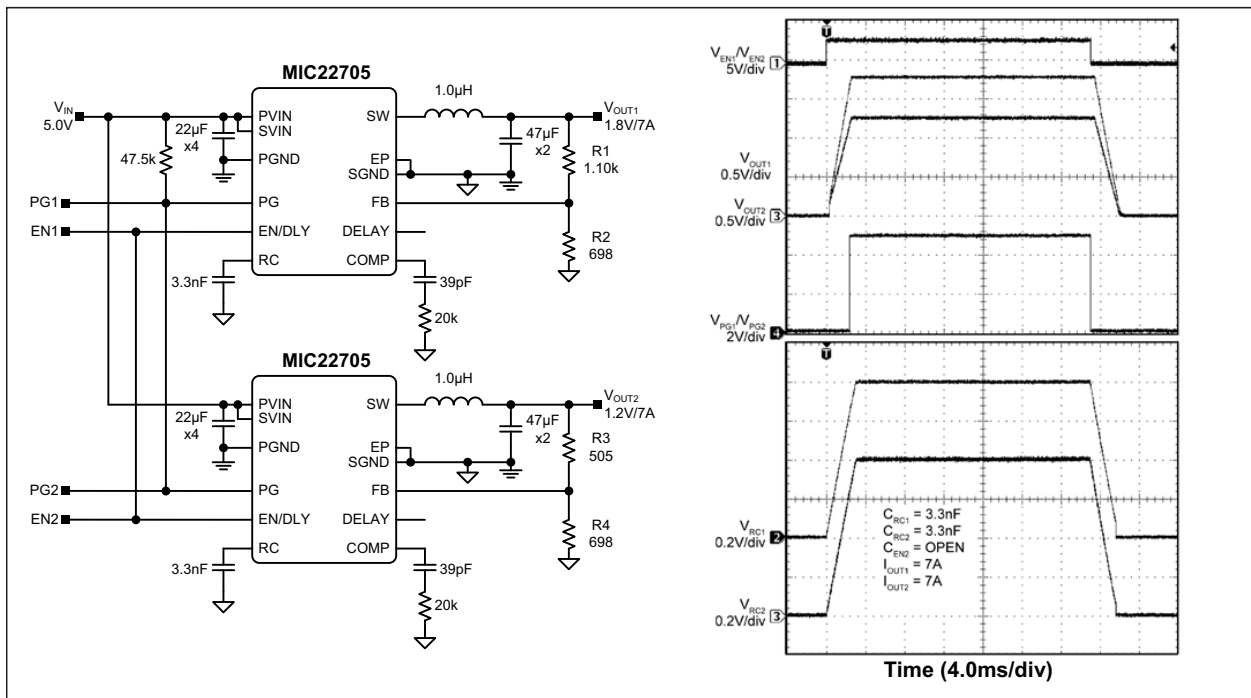 MIC22705
V_IN
5.0V
22µF
x4
47.5k
PG1
EN1
3.3nF
PVIN
SVIN
PGND
PG
EN/DLY
RC
SW
EP
SGND
FB
DELAY
COMP
1.0µH
47µF
x2
V_OUT1
1.8V/7A
R1
1.10k
R2
698
39pF
20k
MIC22705
22µF
x4
PG2
EN2
3.3nF
PVIN
SVIN
PGND
PG
EN/DLY
RC
SW
EP
SGND
FB
DELAY
COMP
1.0µH
47µF
x2
V_OUT2
1.2V/7A
R3
505
R4
698
39pF
20k
T
V_EN1/V_EN2
5V/div
1
V_OUT1
0.5V/div
V_OUT2
0.5V/div
3
V_PG1/V_PG2
2V/div
4
T
V_RC1
0.2V/div
2
V_RC2
0.2V/div
3
C_RC1 = 3.3nF
C_RC2 = 3.3nF
C_EN2 = OPEN
I_OUT1 = 7A
I_OUT2 = 7A
Time (4.0ms/div)